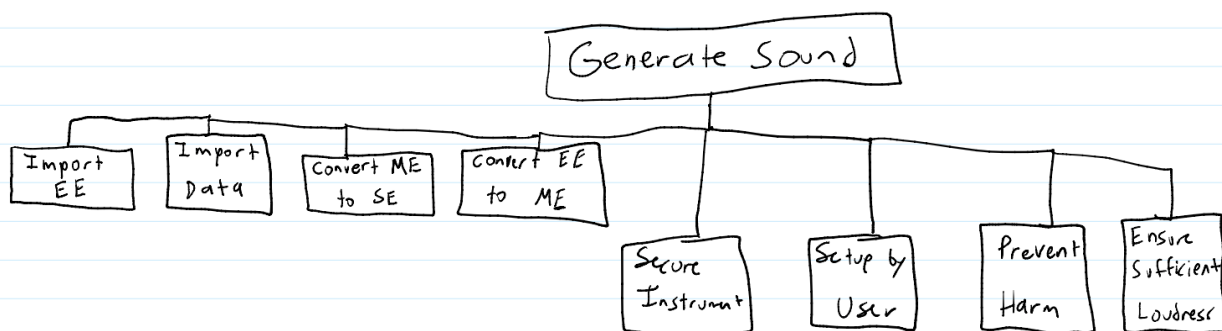 Generate Sound
Import
EE
Import
Data
Convert ME
to SE
Convert EE
to ME
Secure
Instrument
Setup by
User
Prevent
Harm
Ensure
Sufficient
Loudness